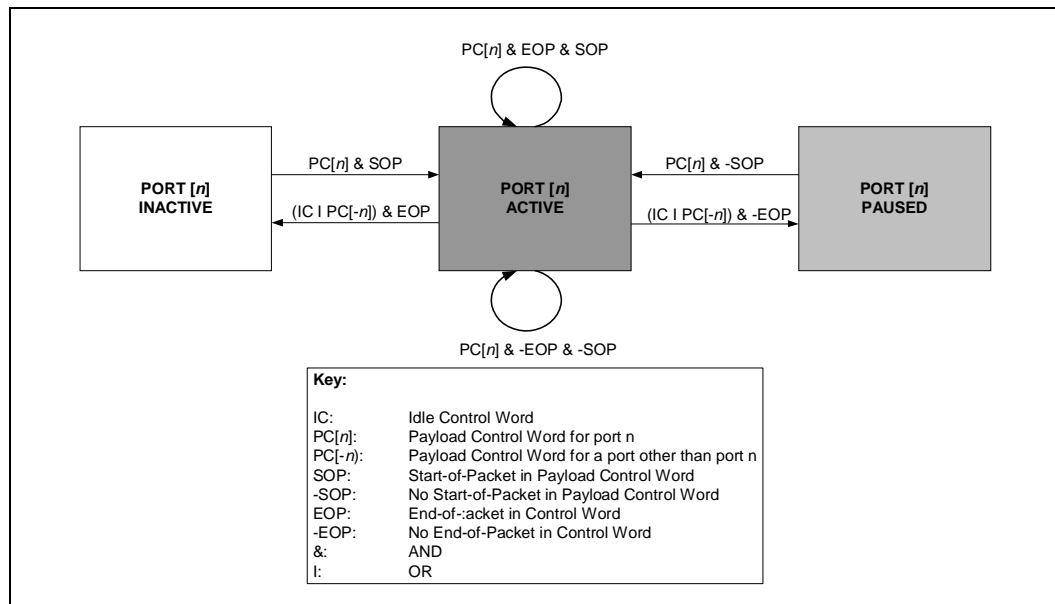 PC[n] & EOP & SOP
PORT [n]
INACTIVE
PC[n] & SOP
(IC I PC[-n]) & EOP
PORT [n]
ACTIVE
PC[n] & -SOP
(IC I PC[-n]) & -EOP
PORT [n]
PAUSED
PC[n] & -EOP & -SOP
Key:
IC: Idle Control Word
PC[n]: Payload Control Word for port n
PC[-n): Payload Control Word for a port other than port n
SOP: Start-of-Packet in Payload Control Word
-SOP: No Start-of-Packet in Payload Control Word
EOP: End-of-:acket in Control Word
-EOP: No End-of-Packet in Control Word
&: AND
I: OR